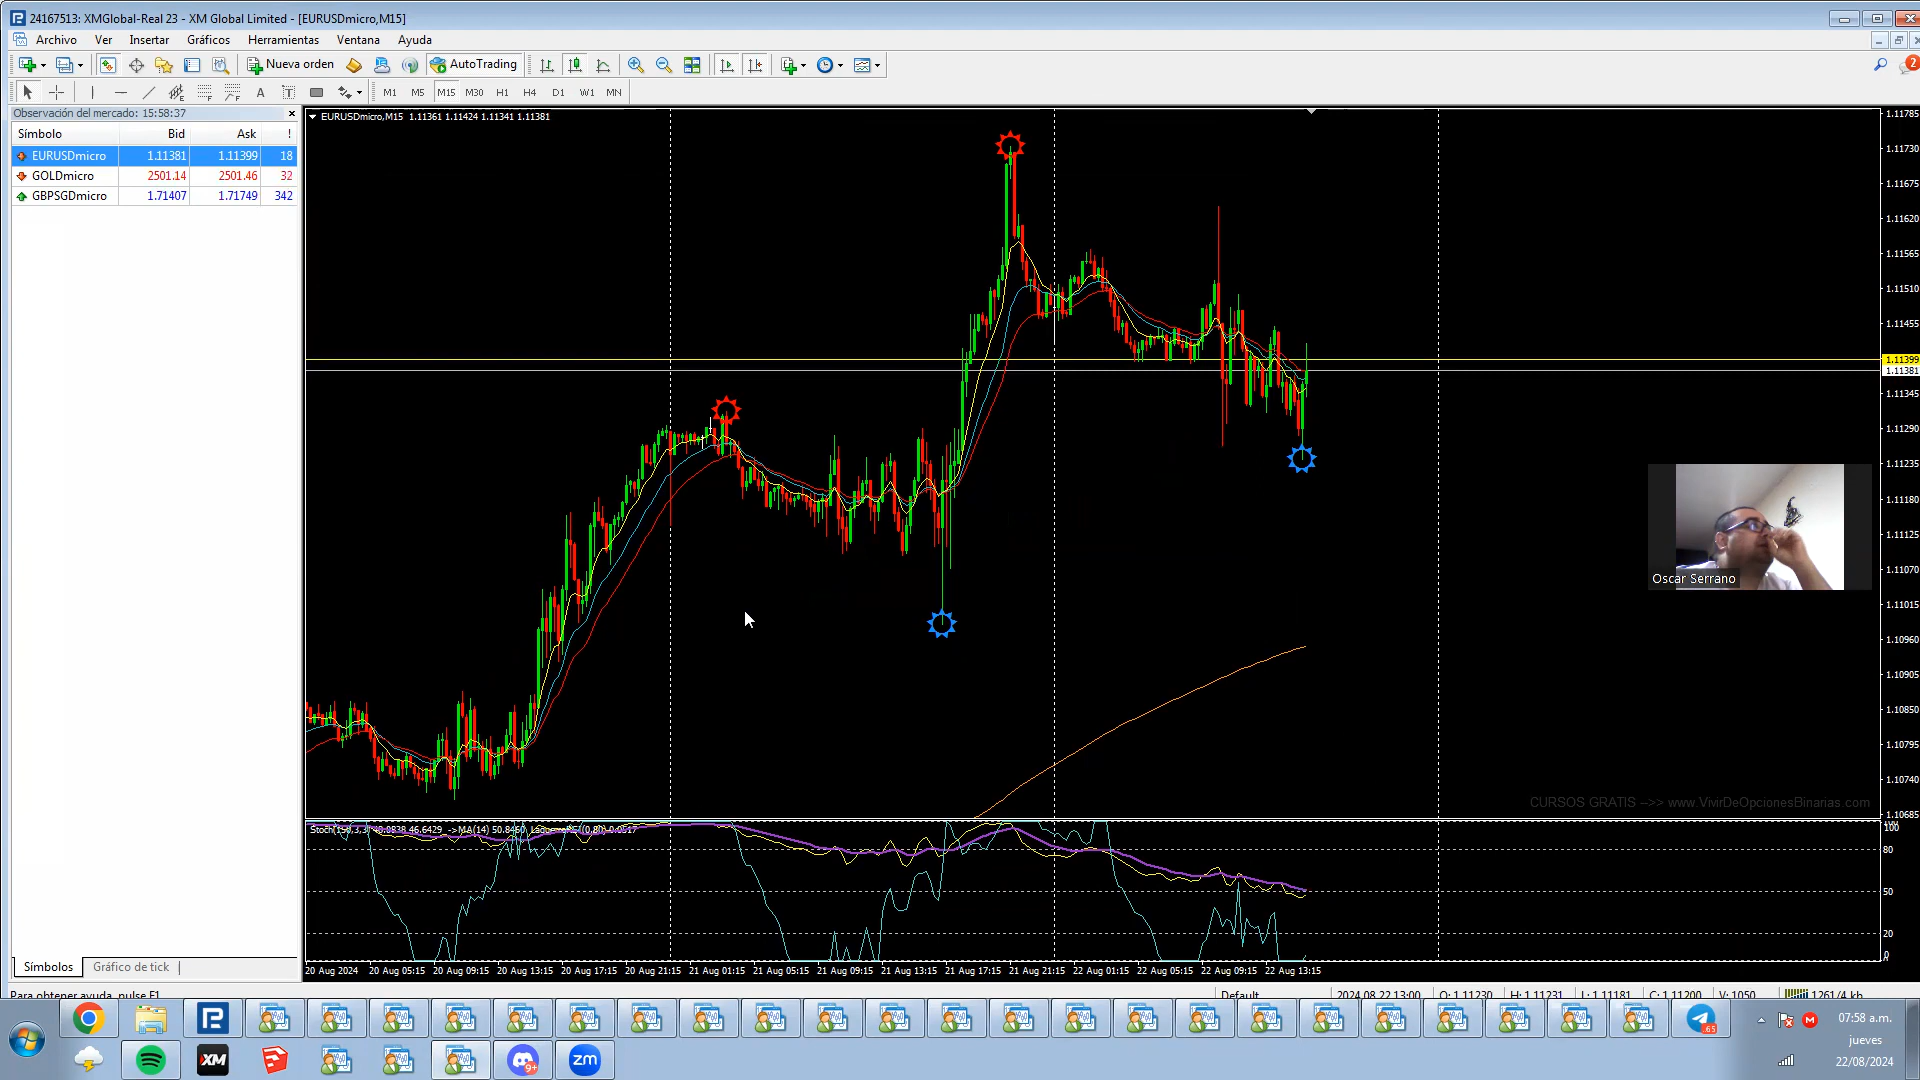 24167513: XMGlobal-Real 23 - XM Global Limited - [EURUSDmicro,M15]
Archivo Ver Insertar Gráficos Herramientas Ventana Ayuda
Nueva orden AutoTrading 2
A T M1 M5 M15 M30 H1 H4 D1 W1 MN
Observación del mercado: 15:58:37
Símbolo Bid Ask !
EURUSDmicro 1.11381 1.11399 18
GOLDmicro 2501.14 2501.46 32
GBPSGDmicro 1.71407 1.71749 342
Símbolos Gráfico de tick
EURUSDmicro,M15 1.11361 1.11424 1.11341 1.11381
1.11785
1.11730
1.11675
1.11620
1.11565
1.11510
1.11455
1.11399
1.11381
1.11345
1.11290
1.11235
1.11180
1.11125
1.11070
1.11015
1.10960
1.10905
1.10850
1.10795
1.10740
1.10685
Oscar Serrano
CURSOS GRATIS -->> www.VivirDeOpcionesBinarias.com
100
80
50
20
0
20 Aug 2024 20 Aug 05:15 20 Aug 09:15 20 Aug 13:15 20 Aug 17:15 20 Aug 21:15 21 Aug 01:15 21 Aug 05:15 21 Aug 09:15 21 Aug 13:15 21 Aug 17:15 21 Aug 21:15 22 Aug 01:15 22 Aug 05:15 22 Aug 09:15 22 Aug 13:15
Para obtener ayuda, pulse F1 Default 2024.08.22 13:00 O: 1.11230 H: 1.11231 L: 1.11181 C: 1.11200 V: 1050 1261/4 kb
65 M 07:58 a.m.
jueves
XM 9+ zm 22/08/2024